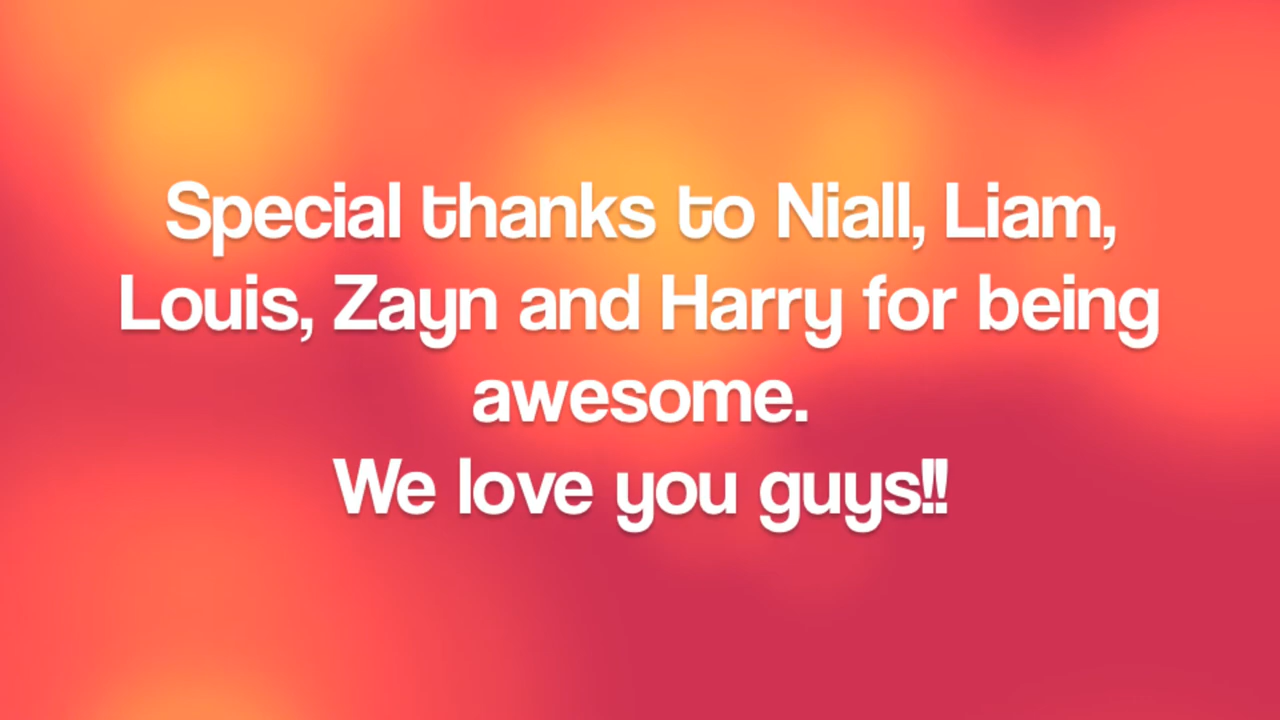 Special thanks to Niall, Liam,
Louis, Zayn and Harry for being
awesome.
We love you guys!!